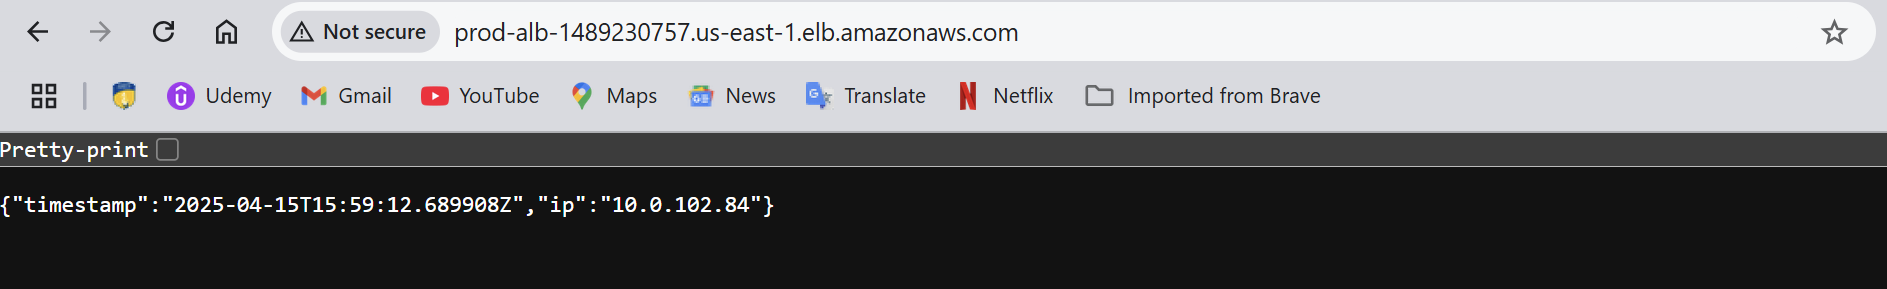 Not secure prod-alb-1489230757.us-east-1.elb.amazonaws.com
Udemy Gmail YouTube Maps News Translate Netflix Imported from Brave
Pretty-print
{"timestamp":"2025-04-15T15:59:12.689908Z","ip":"10.0.102.84"}